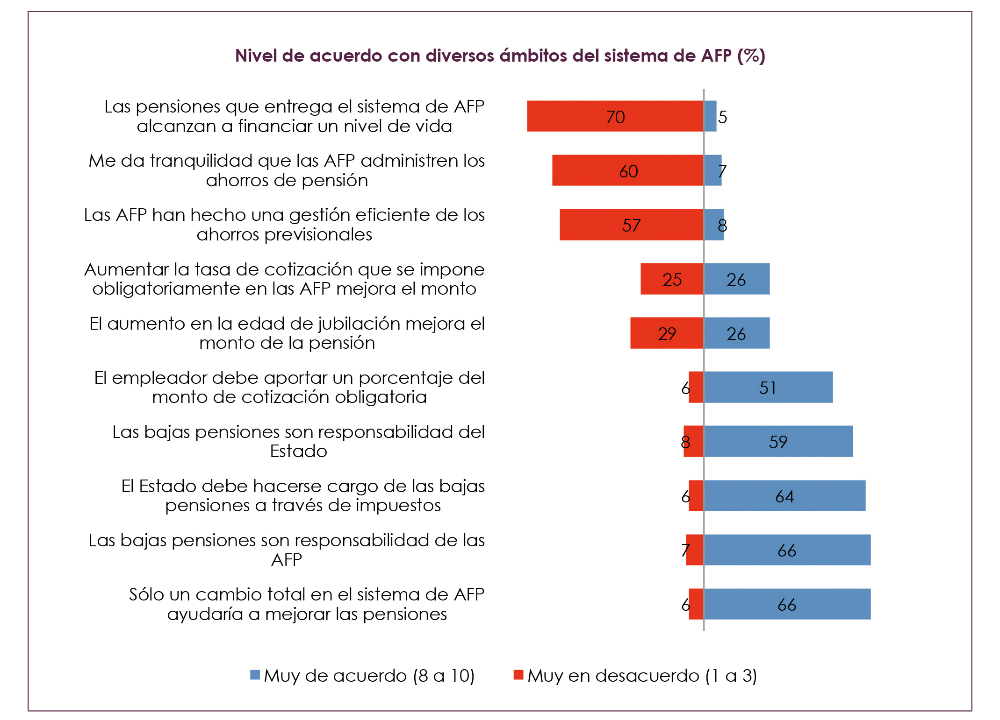 Nivel de acuerdo con diversos ámbitos del sistema de AFP (%)
Las pensiones que entrega el sistema de AFP
alcanzan a financiar un nivel de vida
70
5
Me da tranquilidad que las AFP administren los
ahorros de pensión
60
7
Las AFP han hecho una gestión eficiente de los
ahorros previsionales
57
8
Aumentar la tasa de cotización que se impone
obligatoriamente en las AFP mejora el monto
25
26
El aumento en la edad de jubilación mejora el
monto de la pensión
29
26
El empleador debe aportar un porcentaje del
monto de cotización obligatoria
6
51
Las bajas pensiones son responsabilidad del
Estado
8
59
El Estado debe hacerse cargo de las bajas
pensiones a través de impuestos
6
64
Las bajas pensiones son responsabilidad de las
AFP
7
66
Sólo un cambio total en el sistema de AFP
ayudaría a mejorar las pensiones
6
66
Muy de acuerdo (8 a 10)
Muy en desacuerdo (1 a 3)